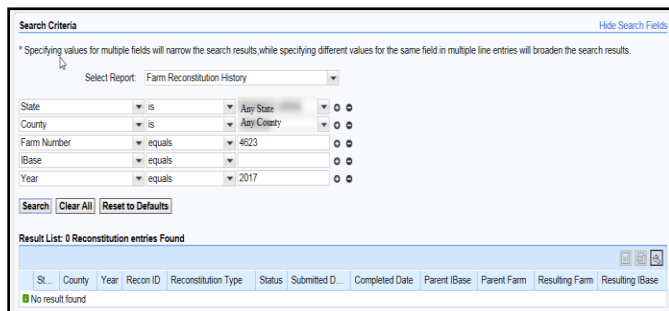 Search Criteria Hide Search Fields
* Specifying values for multiple fields will narrow the search results,while specifying different values for the same field in multiple line entries will broaden the search results.
Select Report: Farm Reconstitution History
State is Any State
County is Any County
Farm Number equals 4623
IBase equals
Year equals 2017
Search Clear All Reset to Defaults
Result List: 0 Reconstitution entries Found
St... County Year Recon ID Reconstitution Type Status Submitted D... Completed Date Parent IBase Parent Farm Resulting Farm Resulting IBase
No result found